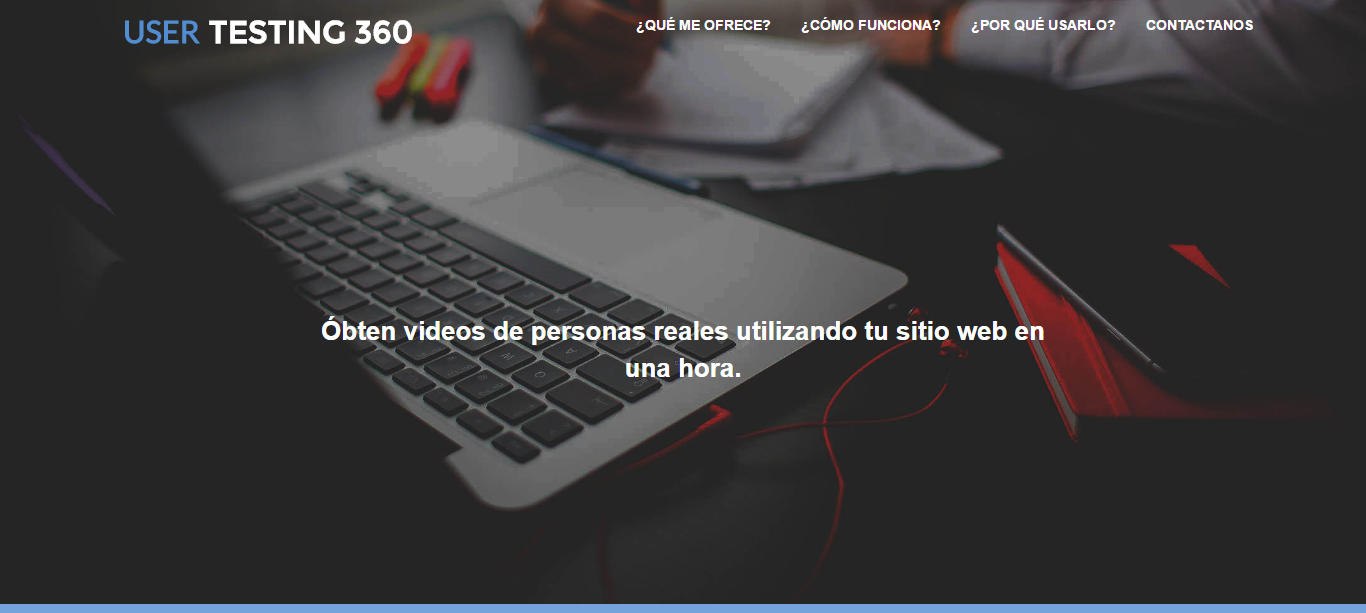 USER TESTING 360
¿QUÉ ME OFRECE? ¿CÓMO FUNCIONA? ¿POR QUÉ USARLO? CONTACTANOS
Óbten videos de personas reales utilizando tu sitio web en
una hora.